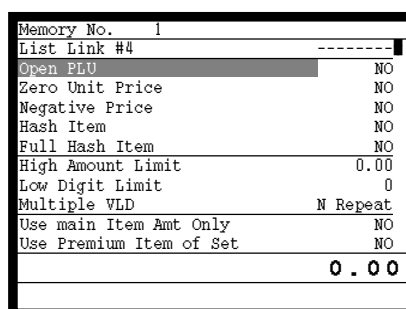 Memory No. 1
List Link #4 --------
Open PLU NO
Zero Unit Price NO
Negative Price NO
Hash Item NO
Full Hash Item NO
High Amount Limit 0.00
Low Digit Limit 0
Multiple VLD N Repeat
Use main Item Amt Only NO
Use Premium Item of Set NO
0.00